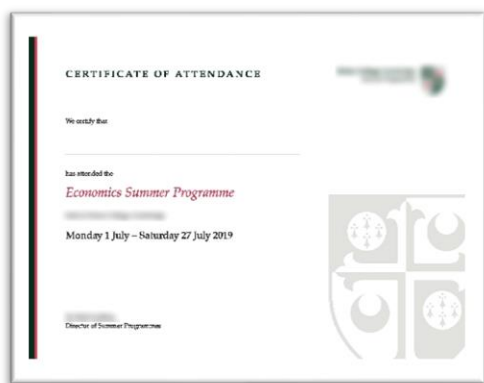 CERTIFICATE OF ATTENDANCE
We certify that
has attended the
Economics Summer Programme
Monday 1 July – Saturday 27 July 2019
Director of Summer Programmes